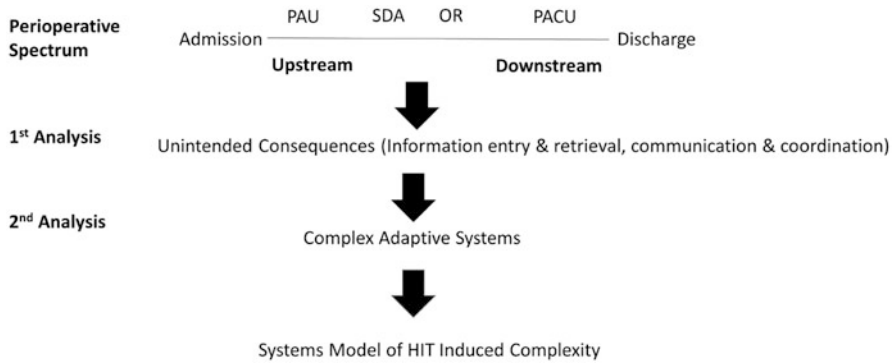 Perioperative Spectrum
PAU SDA OR PACU
Admission Discharge
Upstream Downstream
1st Analysis
Unintended Consequences (Information entry & retrieval, communication & coordination)
2nd Analysis
Complex Adaptive Systems
Systems Model of HIT Induced Complexity